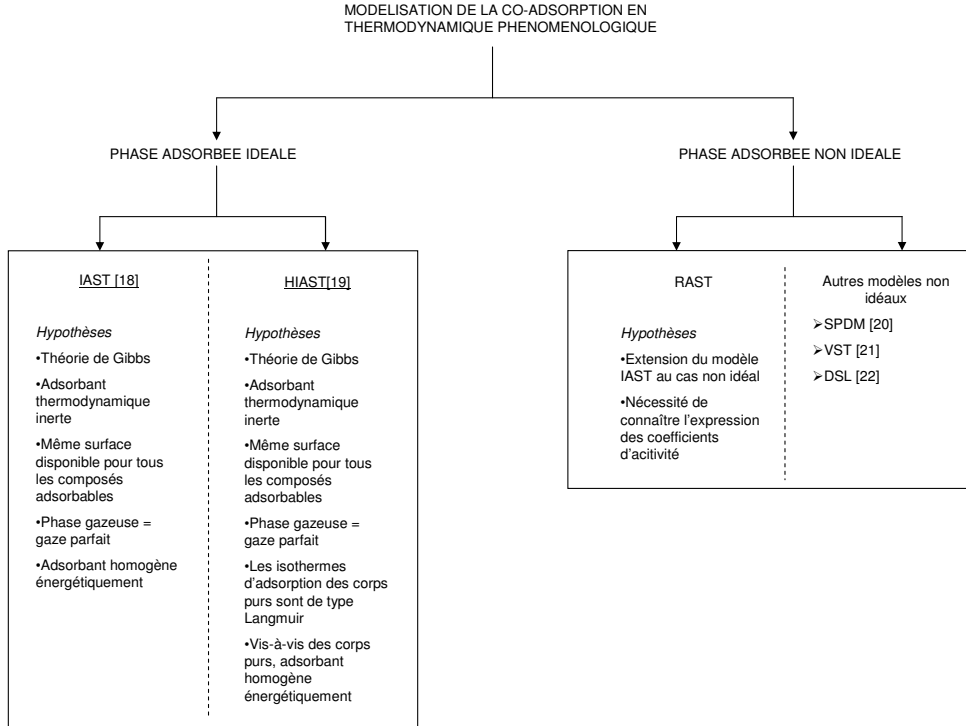 MODELISATION DE LA CO-ADSORPTION EN
THERMODYNAMIQUE PHENOMENOLOGIQUE
PHASE ADSORBEE IDEALE
PHASE ADSORBEE NON IDEALE
IAST [18]
Hypothèses
•Théorie de Gibbs
•Adsorbant
thermodynamique
inerte
•Même surface
disponible pour tous
les composés
adsorbables
•Phase gazeuse =
gaze parfait
•Adsorbant homogène
énergétiquement
HIAST[19]
Hypothèses
•Théorie de Gibbs
•Adsorbant
thermodynamique
inerte
•Même surface
disponible pour tous
les composés
adsorbables
•Phase gazeuse =
gaze parfait
•Les isothermes
d'adsorption des corps
purs sont de type
Langmuir
•Vis-à-vis des corps
purs, adsorbant
homogène
énergétiquement
RAST
Hypothèses
•Extension du modèle
IAST au cas non idéal
•Nécessité de
connaître l'expression
des coefficients
d'acitivité
Autres modèles non
idéaux
➢SPDM [20]
➢VST [21]
➢DSL [22]